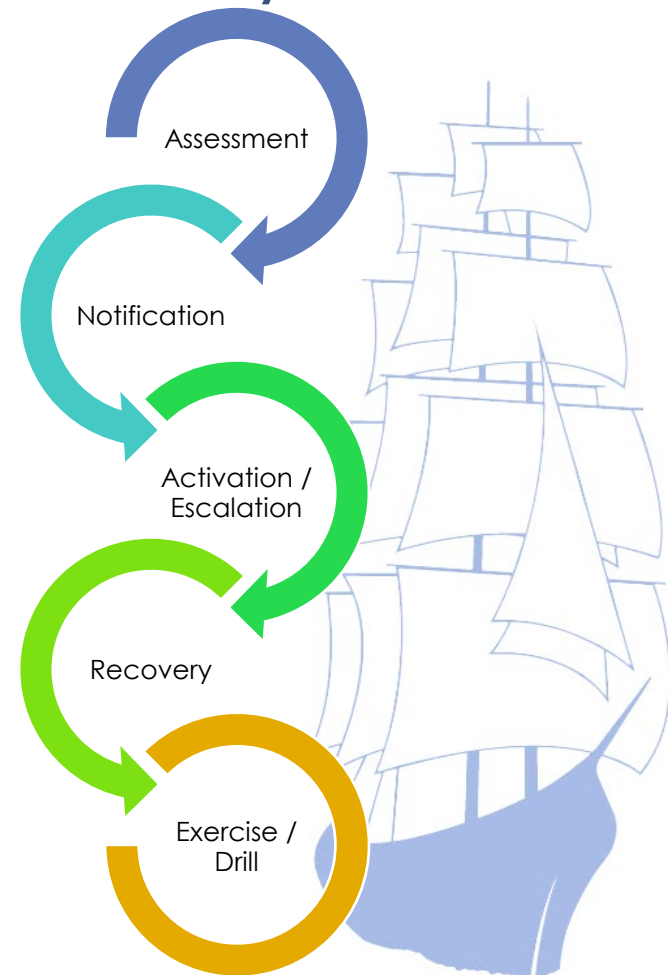 Assessment
Notification
Activation /
Escalation
Recovery
Exercise /
Drill